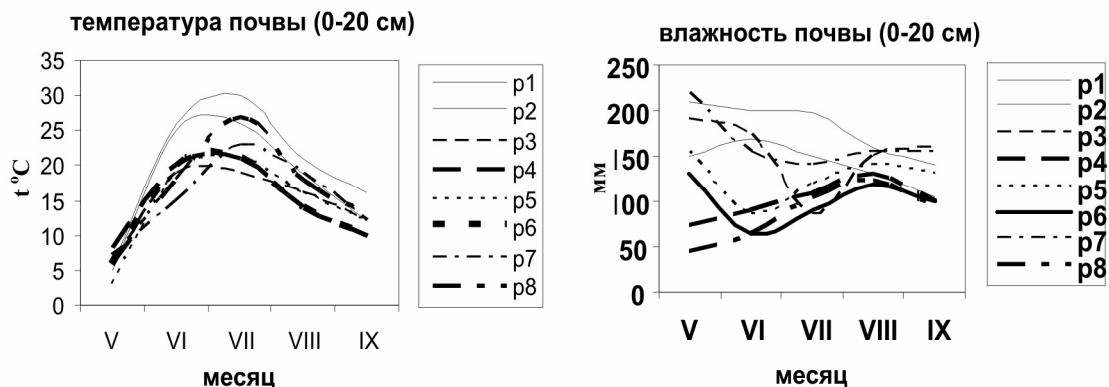 температура почвы (0-20 см)
35
30
25
20
15
10
5
0
t °C
V VI VII VIII IX
месяц
p1
p2
p3
p4
p5
p6
p7
p8
влажность почвы (0-20 см)
250
200
150
100
50
0
мм
V VI VII VIII IX
месяц
p1
p2
p3
p4
p5
p6
p7
p8